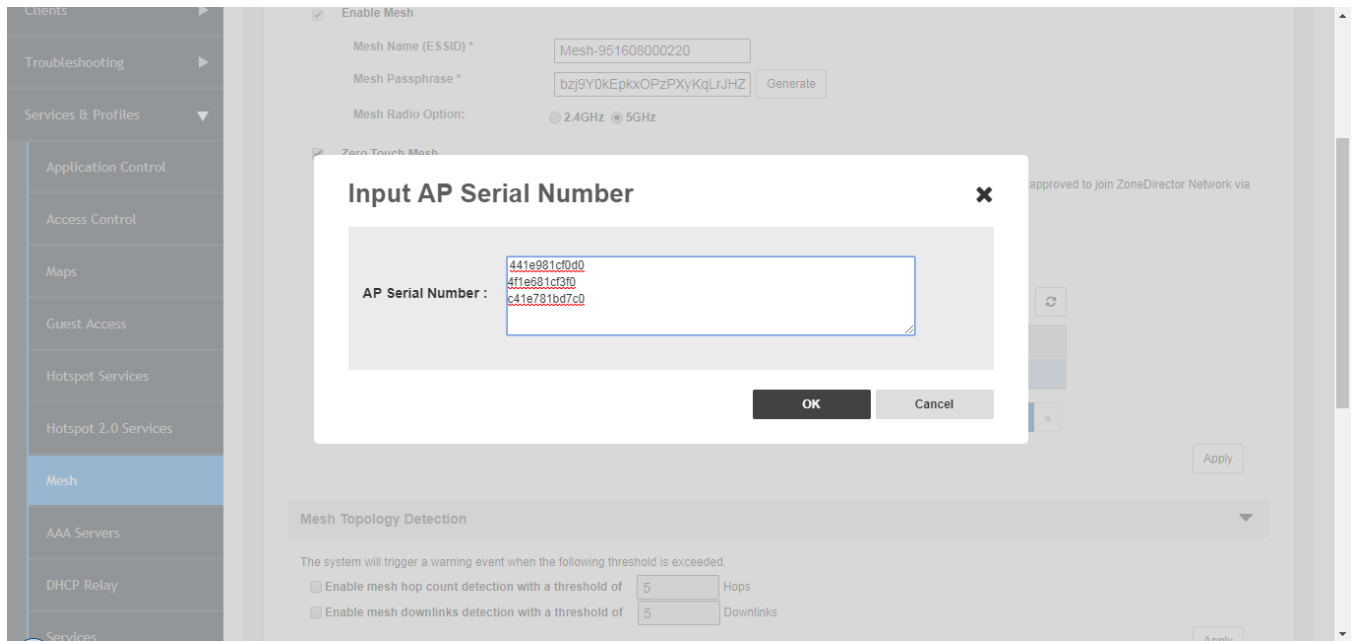 Clients
Troubleshooting
Services & Profiles
Application Control
Access Control
Maps
Guest Access
Hotspot Services
Hotspot 2.0 Services
Mesh
AAA Servers
DHCP Relay
Services
Enable Mesh
Mesh Name (ESSID) * Mesh-951608000220
Mesh Passphrase * bzj9Y0kEpkxOPzPXyKqLrJHZ Generate
Mesh Radio Option: 2.4GHz 5GHz
Zero Touch Mesh
approved to join ZoneDirector Network via
Input AP Serial Number
AP Serial Number :
441e981cf0d0
4f1e681cf3f0
c41e781bd7c0
OK Cancel
»
Apply
Mesh Topology Detection
The system will trigger a warning event when the following threshold is exceeded.
Enable mesh hop count detection with a threshold of 5 Hops
Enable mesh downlinks detection with a threshold of 5 Downlinks
Apply